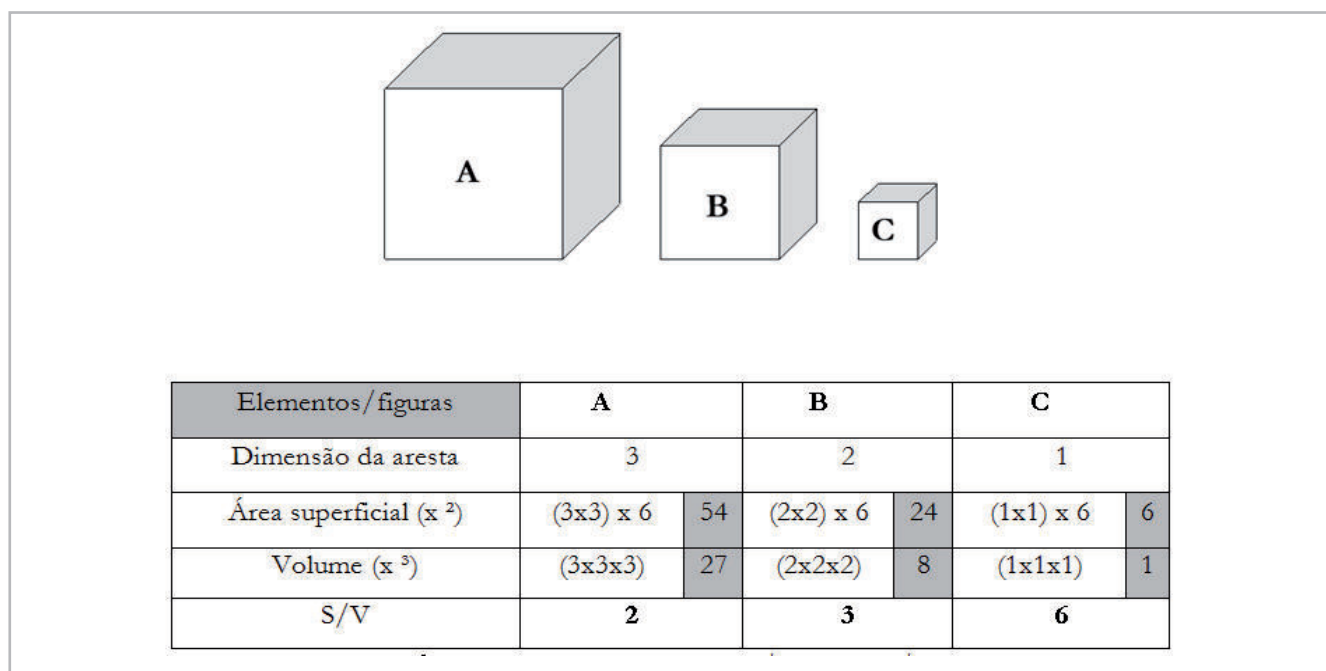 A
B
C
Elementos/figuras A B C
Dimensão da aresta 3 2 1
Área superficial (x ²) (3x3) x 6 54 (2x2) x 6 24 (1x1) x 6 6
Volume (x ³) (3x3x3) 27 (2x2x2) 8 (1x1x1) 1
S/V 2 3 6